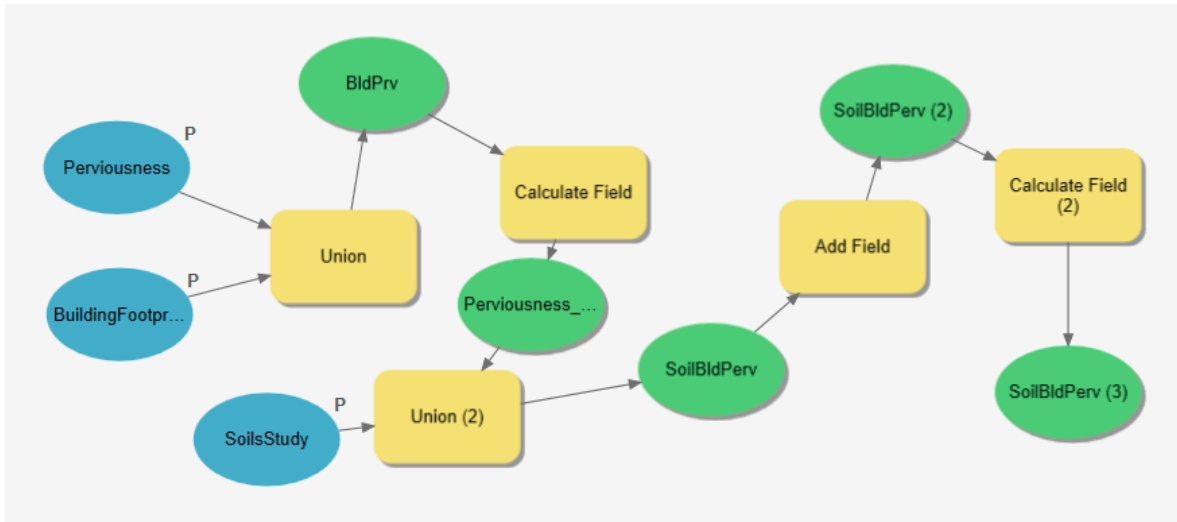 BldPrv
SoilBldPerv (2)
P
Perviousness
Calculate Field
Calculate Field
(2)
Union
Add Field
P
BuildingFootpr...
Perviousness_...
SoilBldPerv
SoilBldPerv (3)
P
Union (2)
SoilsStudy